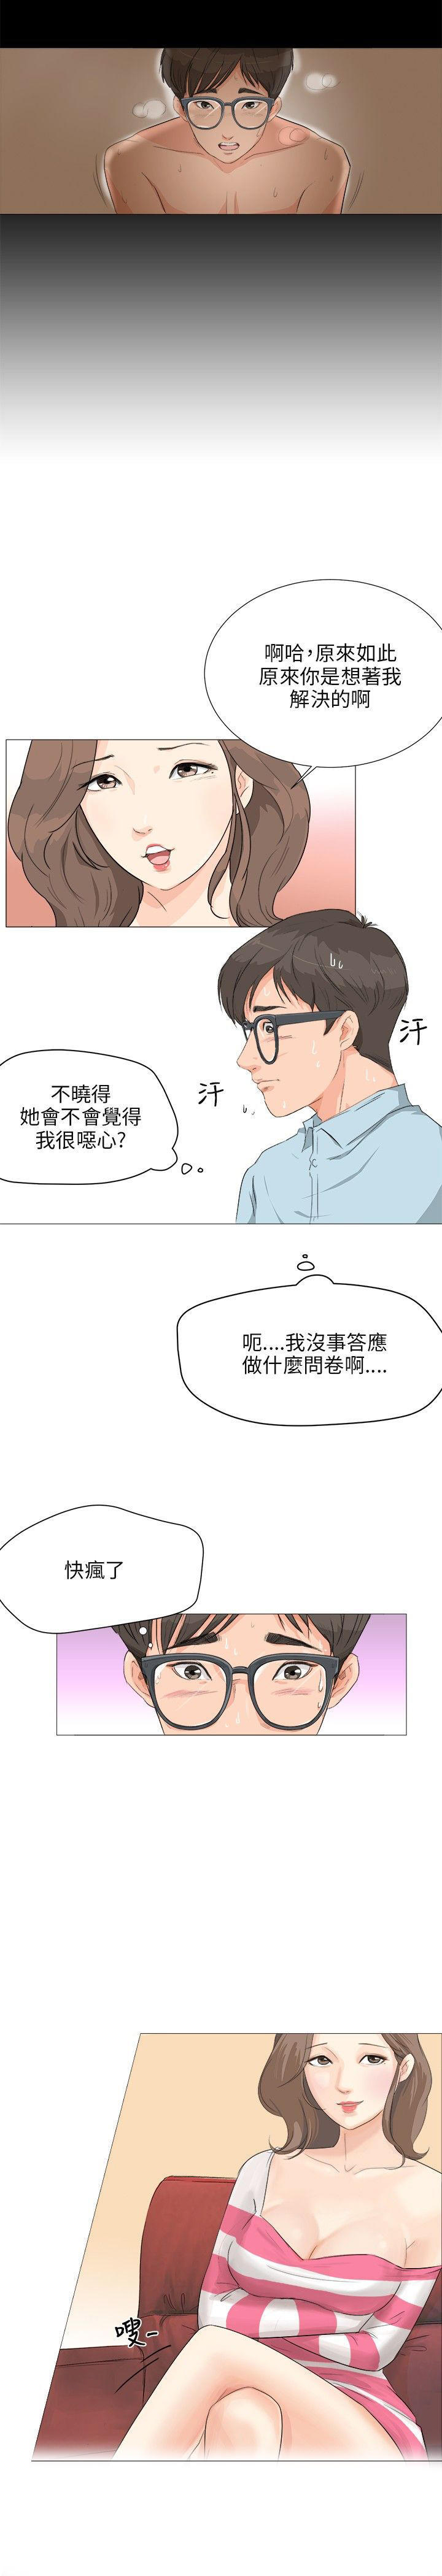 啊哈，原來如此
原來你是想著我
解決的啊
汗
汗
不曉得
她會不會覺得
我很噁心?
呃....我沒事答應
做什麼問卷啊....
快瘋了
嗖-